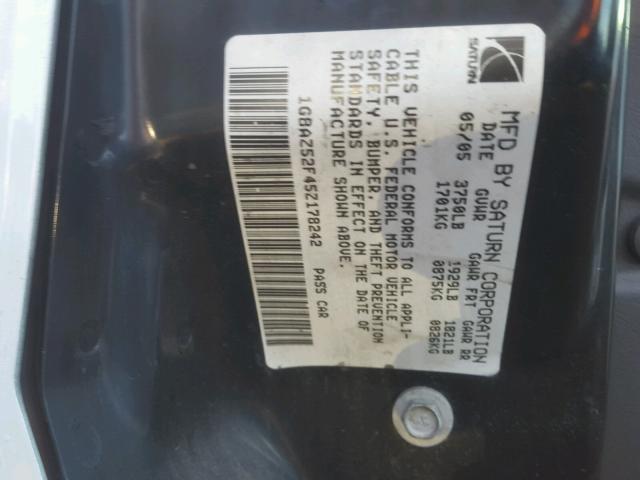 SATURN
MFD BY SATURN CORPORATION
DATE GVWR GAWR FRT GAWR RR
05/05 3750LB 1929LB 1821LB
1701KG 0875KG 0826KG
THIS VEHICLE CONFORMS TO ALL APPLI-
CABLE U.S. FEDERAL MOTOR VEHICLE
SAFETY, BUMPER, AND THEFT PREVENTION
STANDARDS IN EFFECT ON THE DATE OF
MANUFACTURE SHOWN ABOVE.
1G8AZ52F45Z178242 PASS CAR